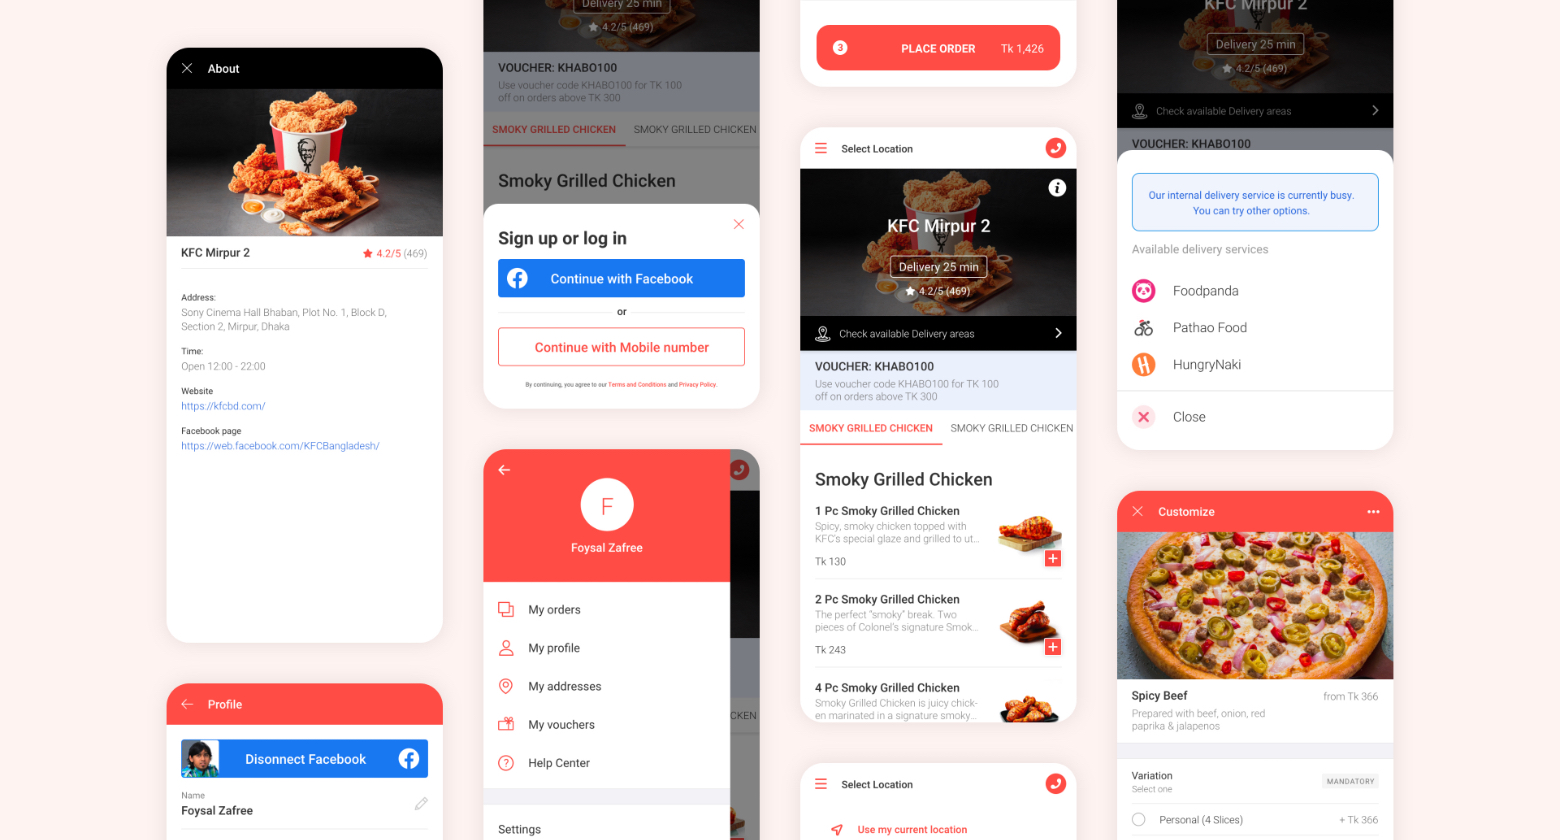 About
KFC Mirpur 2
4.2/5 (469)
Address:
Sony Cinema Hall Bhaban, Plot No. 1, Block D,
Section 2, Mirpur, Dhaka
Time:
Open 12:00 - 22:00
Website
https://kfcbd.com/
Facebook page
https://web.facebook.com/KFCBangladesh/
Profile
Disonnect Facebook
Name
Foysal Zafree
Delivery 25 min
4.2/5 (469)
VOUCHER: KHABO100
Use voucher code KHABO100 for TK 100
off on orders above TK 300
SMOKY GRILLED CHICKEN
SMOKY GRILLED CHICKEN
Smoky Grilled Chicken
Sign up or log in
Continue with Facebook
or
Continue with Mobile number
By continuing, you agree to our Terms and Conditions and Privacy Policy.
F
Foysal Zafree
My orders
My profile
My addresses
My vouchers
Help Center
Settings
CKEN
3
PLACE ORDER
Tk 1,426
Select Location
KFC Mirpur 2
Delivery 25 min
4.2/5 (469)
Check available Delivery areas
VOUCHER: KHABO100
Use voucher code KHABO100 for TK 100
off on orders above TK 300
SMOKY GRILLED CHICKEN
SMOKY GRILLED CHICKEN
Smoky Grilled Chicken
1 Pc Smoky Grilled Chicken
Spicy, smoky chicken topped with
KFC's special glaze and grilled to ut...
Tk 130
2 Pc Smoky Grilled Chicken
The perfect "smoky" break. Two
pieces of Colonel's signature Smok...
Tk 243
4 Pc Smoky Grilled Chicken
Smoky Grilled Chicken is juicy chick-
en marinated in a signature smoky...
Select Location
Use my current location
KFC Mirpur 2
Delivery 25 min
4.2/5 (469)
Check available Delivery areas
VOUCHER: KHABO100
Our internal delivery service is currently busy.
You can try other options.
Available delivery services
Foodpanda
Pathao Food
HungryNaki
Close
Customize
Spicy Beef
from Tk 366
Prepared with beef, onion, red
paprika & jalapenos
Variation
MANDATORY
Select one
Personal (4 Slices)
+ Tk 366